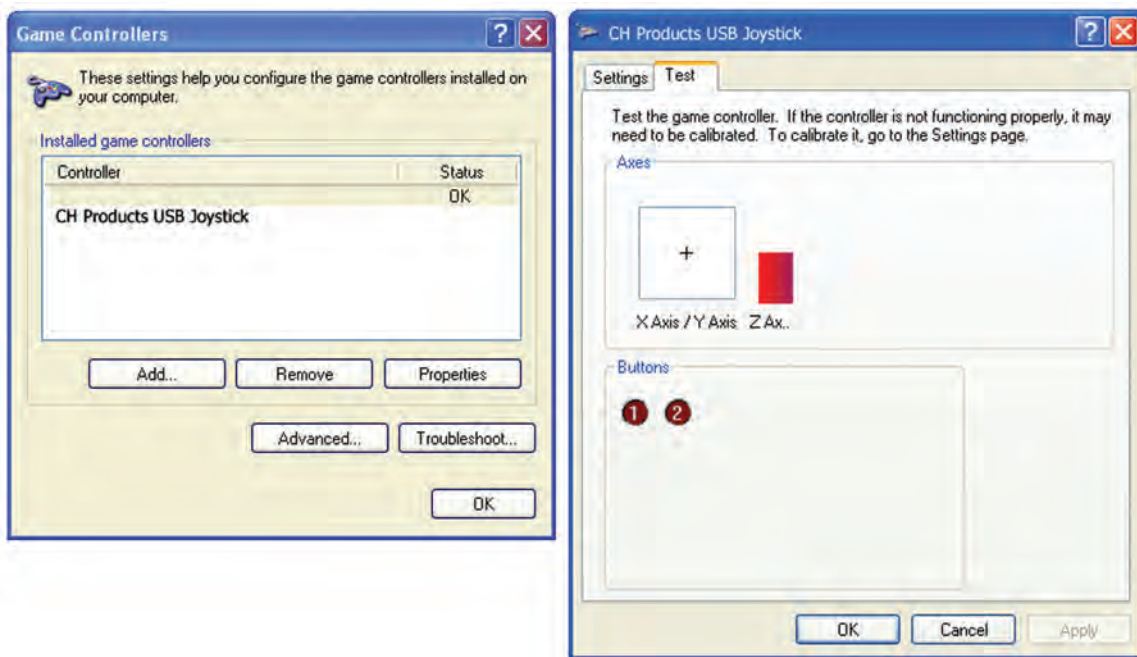 Game Controllers
These settings help you configure the game controllers installed on
your computer.
Installed game controllers
Controller Status
OK
CH Products USB Joystick
Add... Remove Properties
Advanced... Troubleshoot...
OK
CH Products USB Joystick
Settings Test
Test the game controller. If the controller is not functioning properly, it may
need to be calibrated. To calibrate it, go to the Settings page.
Axes
X Axis / Y Axis Z Ax..
Buttons
1 2
OK Cancel Apply